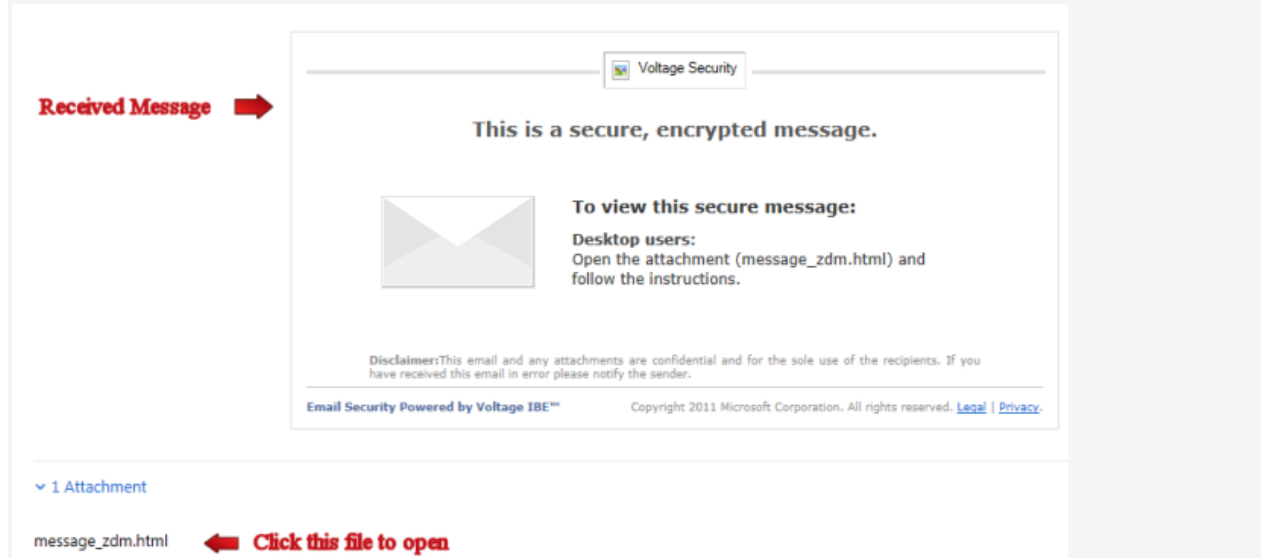 Voltage Security
Received Message
This is a secure, encrypted message.
To view this secure message:
Desktop users:
Open the attachment (message_zdm.html) and
follow the instructions.
Disclaimer:This email and any attachments are confidential and for the sole use of the recipients. If you
have received this email in error please notify the sender.
Email Security Powered by Voltage IBE™ Copyright 2011 Microsoft Corporation. All rights reserved. Legal | Privacy.
1 Attachment
message_zdm.html Click this file to open